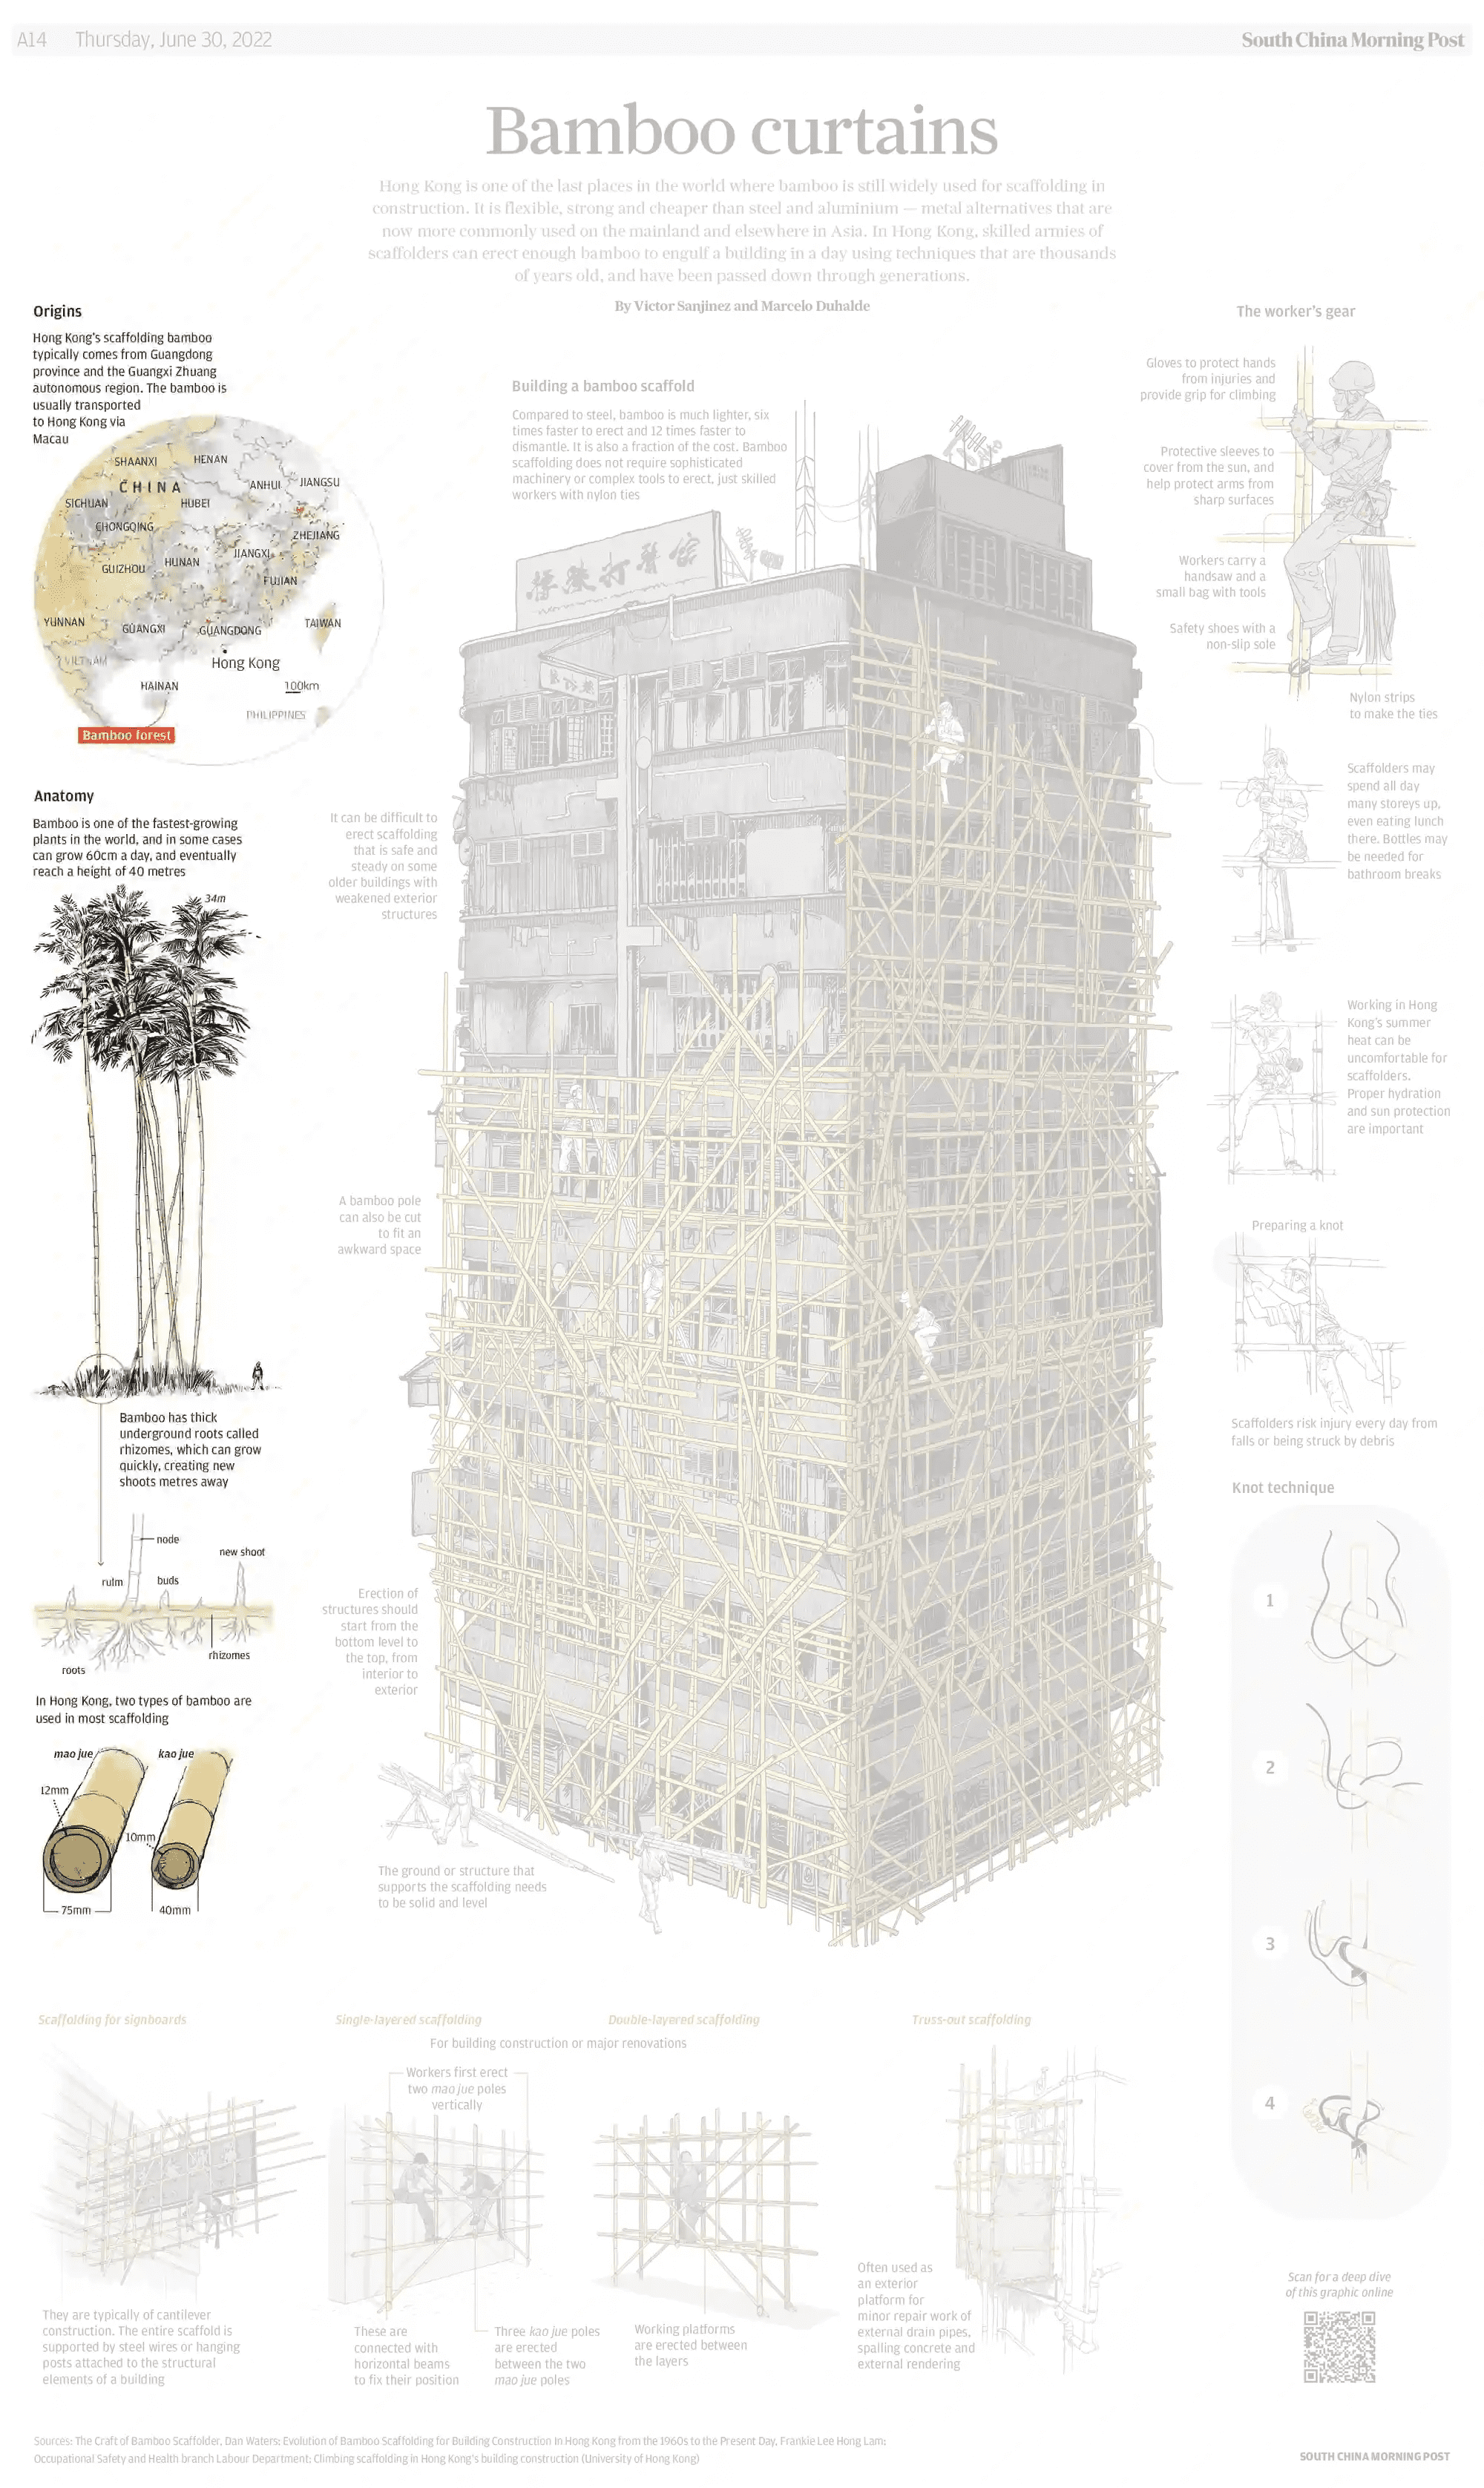 A14 Thursday, June 30, 2022
South China Morning Post
Bamboo curtains
Hong Kong is one of the last places in the world where bamboo is still widely used for scaffolding in
construction. It is flexible, strong and cheaper than steel and aluminium — metal alternatives that are
now more commonly used on the mainland and elsewhere in Asia. In Hong Kong, skilled armies of
scaffolders can erect enough bamboo to engulf a building in a day using techniques that are thousands
of years old, and have been passed down through generations.
By Victor Sanjinez and Marcelo Duhalde
Origins
Hong Kong's scaffolding bamboo
typically comes from Guangdong
province and the Guangxi Zhuang
autonomous region. The bamboo is
usually transported
to Hong Kong via
Macau
SHAANXI
HENAN
CHINA
ANHUI
JIANGSU
SICHUAN
HUBEI
CHONGQING
ZHEJIANG
JIANGXI
HUNAN
GUIZHOU
FUJIAN
YUNNAN
GUANGXI
GUANGDONG
TAIWAN
VIETNAM
Hong Kong
HAINAN
100km
PHILIPPINES
Bamboo forest
Anatomy
Bamboo is one of the fastest-growing
plants in the world, and in some cases
can grow 60cm a day, and eventually
reach a height of 40 metres
34m
Bamboo has thick
underground roots called
rhizomes, which can grow
quickly, creating new
shoots metres away
node
new shoot
rulm
buds
rhizomes
roots
In Hong Kong, two types of bamboo are
used in most scaffolding
mao jue
kao jue
12mm
10mm
75mm
40mm
Building a bamboo scaffold
Compared to steel, bamboo is much lighter, six
times faster to erect and 12 times faster to
dismantle. It is also a fraction of the cost. Bamboo
scaffolding does not require sophisticated
machinery or complex tools to erect, just skilled
workers with nylon ties
It can be difficult to
erect scaffolding
that is safe and
steady on some
older buildings with
weakened exterior
structures
A bamboo pole
can also be cut
to fit an
awkward space
Erection of
structures should
start from the
bottom level to
the top, from
interior to
exterior
The ground or structure that
supports the scaffolding needs
to be solid and level
The worker's gear
Gloves to protect hands
from injuries and
provide grip for climbing
Protective sleeves to
cover from the sun, and
help protect arms from
sharp surfaces
Workers carry a
handsaw and a
small bag with tools
Safety shoes with a
non-slip sole
Nylon strips
to make the ties
Scaffolders may
spend all day
many storeys up,
even eating lunch
there. Bottles may
be needed for
bathroom breaks
Working in Hong
Kong's summer
heat can be
uncomfortable for
scaffolders.
Proper hydration
and sun protection
are important
Preparing a knot
Scaffolders risk injury every day from
falls or being struck by debris
Knot technique
1
2
3
4
Scaffolding for signboards
They are typically of cantilever
construction. The entire scaffold is
supported by steel wires or hanging
posts attached to the structural
elements of a building
Single-layered scaffolding
Double-layered scaffolding
For building construction or major renovations
Workers first erect
two mao jue poles
vertically
These are
connected with
horizontal beams
to fix their position
Three kao jue poles
are erected
between the two
mao jue poles
Working platforms
are erected between
the layers
Truss-out scaffolding
Often used as
an exterior
platform for
minor repair work of
external drain pipes,
spalling concrete and
external rendering
Scan for a deep dive
of this graphic online
Sources: The Craft of Bamboo Scaffolder, Dan Waters; Evolution of Bamboo Scaffolding for Building Construction In Hong Kong from the 1960s to the Present Day, Frankie Lee Hong Lam;
Occupational Safety and Health branch Labour Department; Climbing scaffolding in Hong Kong's building construction (University of Hong Kong)
SOUTH CHINA MORNING POST